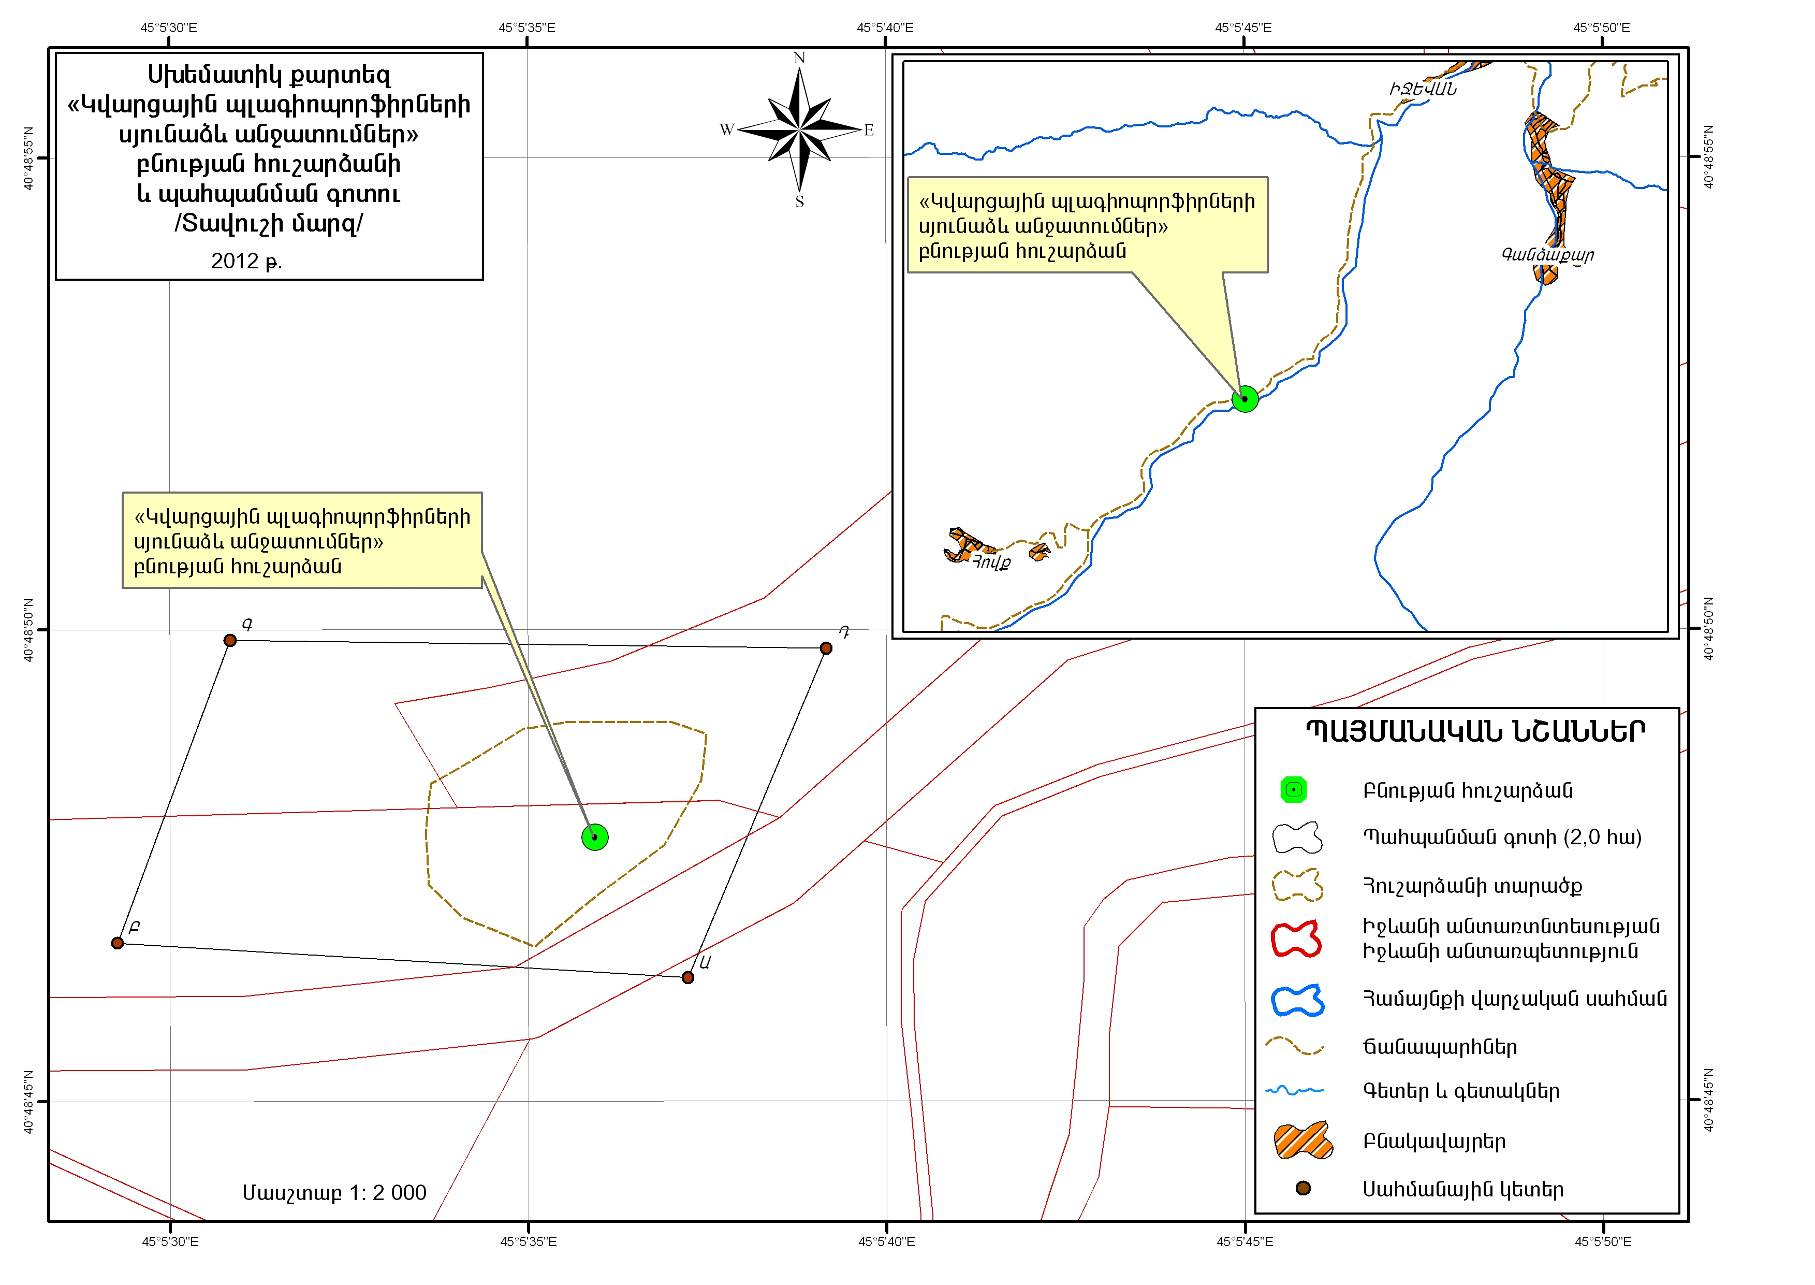 45°5'30"E
45°5'35"E
45°5'40"E
45°5'45"E
45°5'50"E
Սխեմատիկ քարտեզ
«Կվարցային պլագիոպորֆիրների
սյունաձև անջատումներ»
բնության հուշարձանի
և պահպանման գոտու
/Տավուշի մարզ/
2012 թ.
N
W
E
S
ԻՋԵՎԱՆ
«Կվարցային պլագիոպորֆիրների
սյունաձև անջատումներ»
բնության հուշարձան
Գանձաքար
Հովք
40°48'55"N
40°48'55"N
«Կվարցային պլագիոպորֆիրների
սյունաձև անջատումներ»
բնության հուշարձան
40°48'50"N
40°48'50"N
Գ
Դ
Բ
Ա
ՊԱՅՄԱՆԱԿԱՆ ՆՇԱՆՆԵՐ
Բնության հուշարձան
Պահպանման գոտի (2,0 հա)
Հուշարձանի տարածք
Իջևանի անտառտնտեսության
Իջևանի անտառպետություն
Համայնքի վարչական սահման
Ճանապարհներ
Գետեր և գետակներ
Բնակավայրեր
Սահմանային կետեր
40°48'45"N
40°48'45"N
Մասշտաբ 1: 2 000
45°5'30"E
45°5'35"E
45°5'40"E
45°5'45"E
45°5'50"E